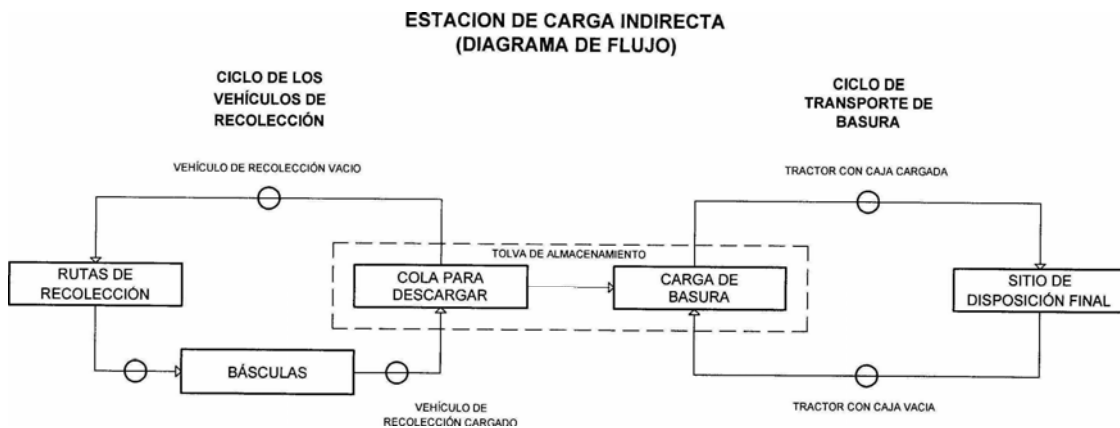 ESTACION DE CARGA INDIRECTA
(DIAGRAMA DE FLUJO)
CICLO DE LOS
VEHÍCULOS DE
RECOLECCIÓN
CICLO DE
TRANSPORTE DE
BASURA
VEHÍCULO DE RECOLECCIÓN VACIO
TRACTOR CON CAJA CARGADA
TOLVA DE ALMACENAMIENTO
RUTAS DE
RECOLECCIÓN
COLA PARA
DESCARGAR
CARGA DE
BASURA
SITIO DE
DISPOSICIÓN FINAL
BÁSCULAS
VEHÍCULO DE
RECOLECCIÓN CARGADO
TRACTOR CON CAJA VACIA